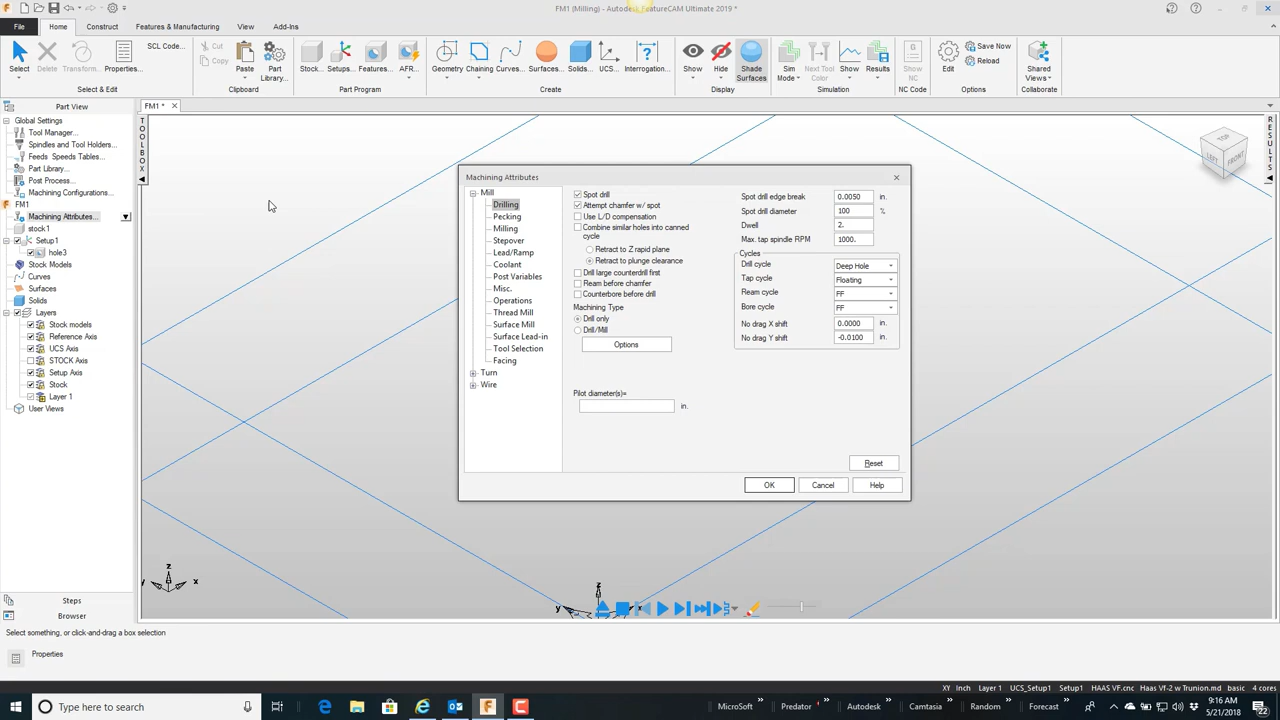 FM1 (Milling) - Autodesk FeatureCAM Ultimate 2019 *
File Home Construct Features & Manufacturing View Add-Ins
Select Delete Transform... Properties... SCL Code...
Cut Copy Paste Part Library...
Stock... Setups... Features... AFR...
Geometry Chaining Curves... Surfaces... Solids... UCS... Interrogation...
Show Hide Shade Surfaces
Sim Mode Next Tool Color Show Results
Show NC
Edit Save Now Reload
Shared Views
Select & Edit Clipboard Part Program Create Display Simulation NC Code Options Collaborate
Part View
FM1 *
TOOLBOX
RESULTS
TOP
LEFT
FRONT
Global Settings
Tool Manager...
Spindles and Tool Holders...
Feeds Speeds Tables...
Part Library...
Post Process...
Machining Configurations...
FM1
Machining Attributes...
stock1
Setup1
hole3
Stock Models
Curves
Surfaces
Solids
Layers
Stock models
Reference Axis
UCS Axis
STOCK Axis
Setup Axis
Stock
Layer 1
User Views
Machining Attributes
Mill
Drilling
Pecking
Milling
Stepover
Lead/Ramp
Coolant
Post Variables
Misc.
Operations
Thread Mill
Surface Mill
Surface Lead-in
Tool Selection
Facing
Turn
Wire
Spot drill
Attempt chamfer w/ spot
Use L/D compensation
Combine similar holes into canned
cycle
Retract to Z rapid plane
Retract to plunge clearance
Drill large counterdrill first
Ream before chamfer
Counterbore before drill
Machining Type
Drill only
Drill/Mill
Options
Pilot diameter(s)=
in.
Spot drill edge break 0.0050 in.
Spot drill diameter 100 %
Dwell 2.
Max. tap spindle RPM 1000.
Cycles
Drill cycle Deep Hole
Tap cycle Floating
Ream cycle FF
Bore cycle FF
No drag X shift 0.0000 in.
No drag Y shift -0.0100 in.
Reset
OK Cancel Help
z
x
y
z
y
x
Steps
Browser
Select something, or click-and-drag a box selection
Properties
XY Inch Layer 1 UCS_Setup1 Setup1 HAAS VF.cnc Haas Vf-2 w Trunion.md basic 4 cores
Type here to search
MicroSoft » Predator » Autodesk » Camtasia » Random » Forecast »
9:16 AM
5/21/2018
22